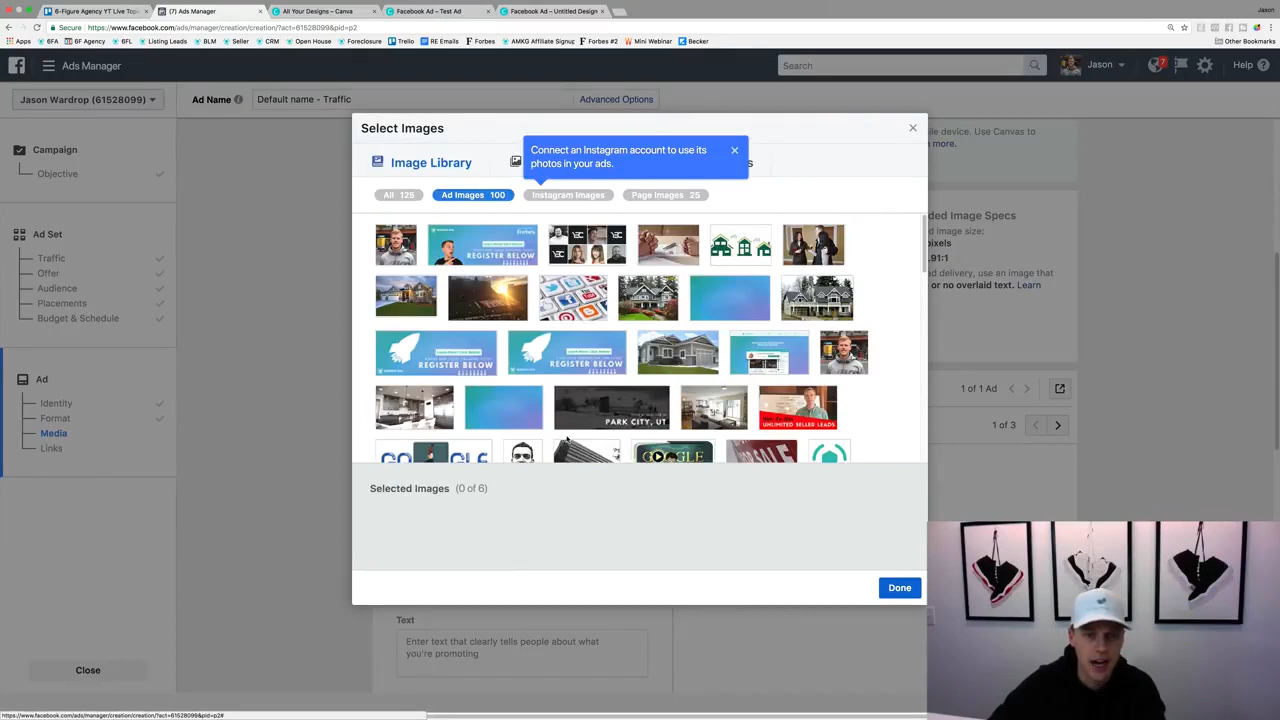 6-Figure Agency YT Live Topic
(7) Ads Manager
All Your Designs – Canva
Facebook Ad – Test Ad
Facebook Ad – Untitled Design
Jason
Secure
https://www.facebook.com/ads/manager/creation/creation/?act=61528099&pid=p2
Apps
6FA
6F Agency
6FL
Listing Leads
BLM
Seller
CRM
Open House
Foreclosure
Trello
RE Emails
Forbes
AMKG Affiliate Signup
Forbes #2
Mini Webinar
Becker
Other Bookmarks
Ads Manager
Search
Jason
7
Help
Jason Wardrop (61528099)
Ad Name
Default name - Traffic
Advanced Options
Campaign
Objective
Ad Set
Traffic
Offer
Audience
Placements
Budget & Schedule
Ad
Identity
Format
Media
Links
Close
Select Images
Connect an Instagram account to use its
photos in your ads.
Image Library
s
All 125
Ad Images 100
Instagram Images
Page Images 25
Forbes
REGISTER BELOW
REGISTER BELOW
REGISTER BELOW
PARK CITY, UT
UNLIMITED SELLER LEADS
GOOGLE
GOOGLE
FOR SALE
Selected Images (0 of 6)
Done
ile device. Use Canvas to
n more.
ded Image Specs
image size:
pixels
.91:1
d delivery, use an image that
or no overlaid text. Learn
1 of 1 Ad
1 of 3
Text
Enter text that clearly tells people about what
you're promoting
https://www.facebook.com/ads/manager/creation/creation/?act=61528099&pid=p2#